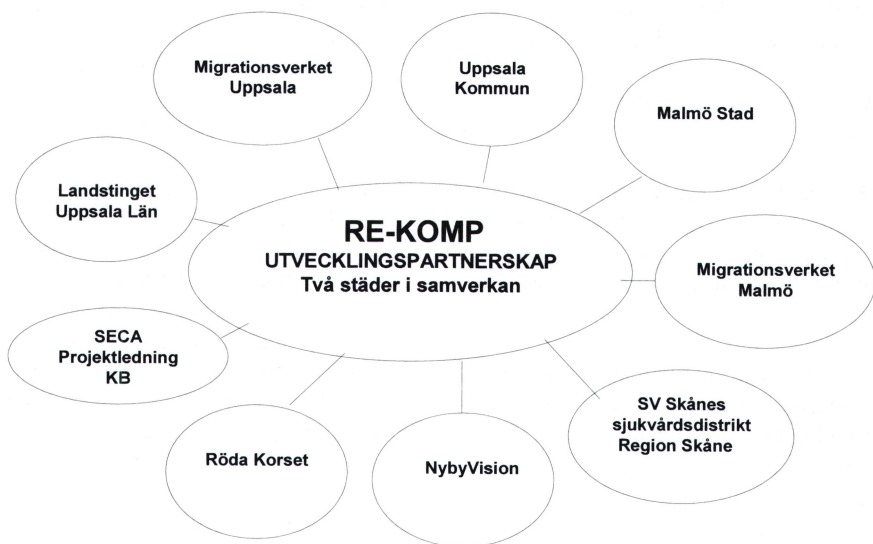 Migrationsverket
Uppsala
Uppsala
Kommun
Malmö Stad
Landstinget
Uppsala Län
RE-KOMP
UTVECKLINGSPARTNERSKAP
Två städer i samverkan
Migrationsverket
Malmö
SECA
Projektledning
KB
SV Skånes
sjukvårdsdistrikt
Region Skåne
Röda Korset
NybyVision